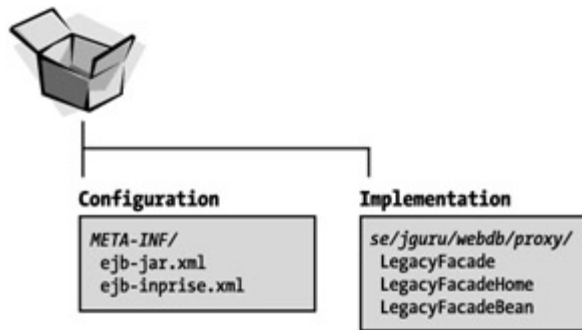 Configuration
META-INF/
ejb-jar.xml
ejb-inprise.xml
Implementation
se/jguru/webdb/proxy/
LegacyFacade
LegacyFacadeHome
LegacyFacadeBean